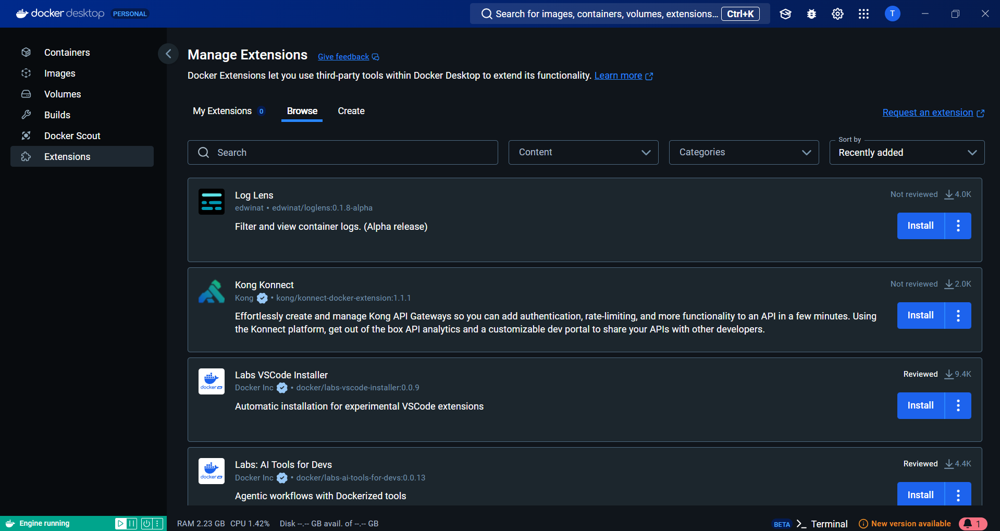 docker desktop PERSONAL
Search for images, containers, volumes, extensions... Ctrl+K
T
Containers
Images
Volumes
Builds
Docker Scout
Extensions
Manage Extensions Give feedback
Docker Extensions let you use third-party tools within Docker Desktop to extend its functionality. Learn more
My Extensions 0 Browse Create
Request an extension
Search
Content
Categories
Sort by
Recently added
Log Lens
edwinat • edwinat/loglens:0.1.8-alpha
Filter and view container logs. (Alpha release)
Not reviewed 4.0K
Install
Kong Konnect
Kong • kong/konnect-docker-extension:1.1.1
Effortlessly create and manage Kong API Gateways so you can add authentication, rate-limiting, and more functionality to an API in a few minutes. Using
the Konnect platform, get out of the box API analytics and a customizable dev portal to share your APIs with other developers.
Not reviewed 2.0K
Install
docker AI
Labs VSCode Installer
Docker Inc • docker/labs-vscode-installer:0.0.9
Automatic installation for experimental VSCode extensions
Reviewed 9.4K
Install
docker AI
Labs: AI Tools for Devs
Docker Inc • docker/labs-ai-tools-for-devs:0.0.13
Agentic workflows with Dockerized tools
Reviewed 4.4K
Install
Engine running
RAM 2.23 GB CPU 1.42% Disk --.-- GB avail. of --.-- GB
BETA >_ Terminal
New version available
1